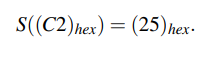 S((C2)hex) = (25)hex.